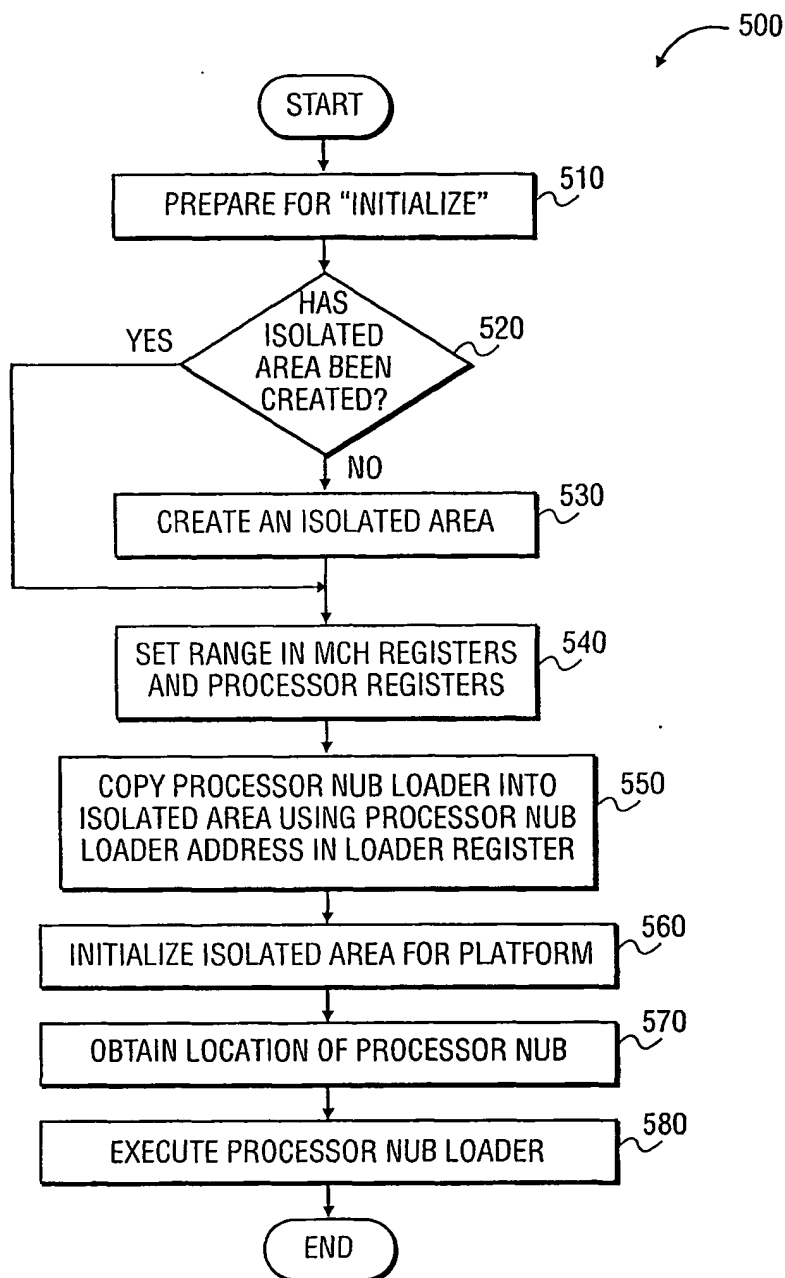 500
START
PREPARE FOR “INITIALIZE”
510
HAS
ISOLATED
AREA BEEN
CREATED?
520
YES
NO
CREATE AN ISOLATED AREA
530
SET RANGE IN MCH REGISTERS
AND PROCESSOR REGISTERS
540
COPY PROCESSOR NUB LOADER INTO
ISOLATED AREA USING PROCESSOR NUB
LOADER ADDRESS IN LOADER REGISTER
550
INITIALIZE ISOLATED AREA FOR PLATFORM
560
OBTAIN LOCATION OF PROCESSOR NUB
570
EXECUTE PROCESSOR NUB LOADER
580
END